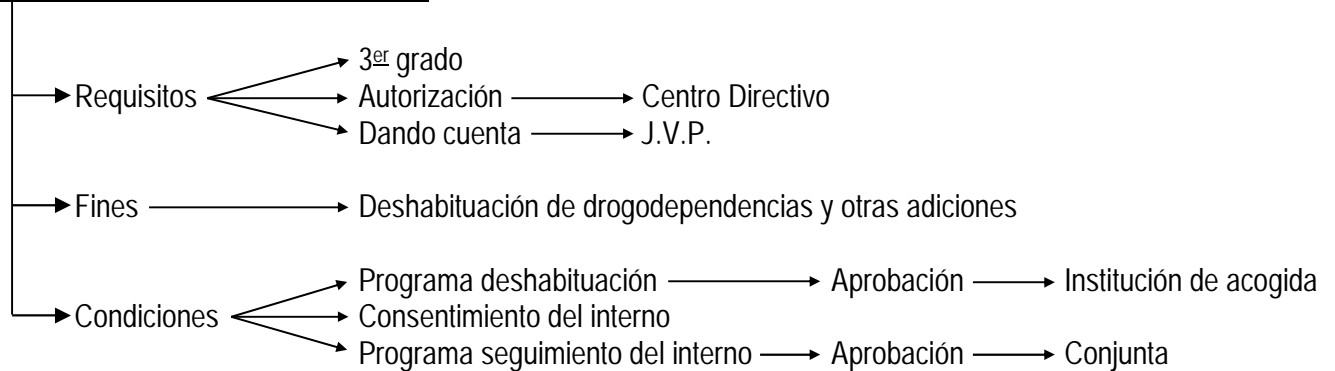 3er grado
Requisitos Autorización Centro Directivo
Dando cuenta J.V.P.
Fines Deshabituación de drogodependencias y otras adiciones
Programa deshabituación Aprobación Institución de acogida
Condiciones Consentimiento del interno
Programa seguimiento del interno Aprobación Conjunta